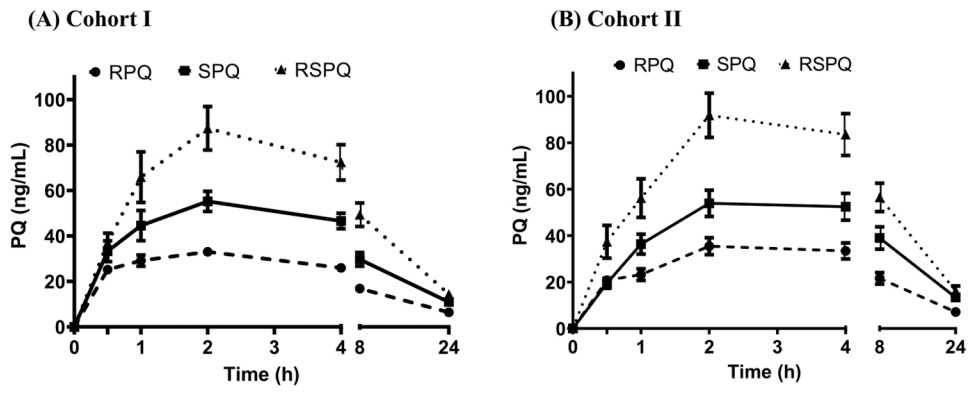 (A) Cohort I
RPQ SPQ RSPQ
PQ (ng/mL)
100
80
60
40
20
0
0 1 2 3 4 8 24
Time (h)
(B) Cohort II
RPQ SPQ RSPQ
PQ (ng/mL)
100
80
60
40
20
0
0 1 2 3 4 8 24
Time (h)